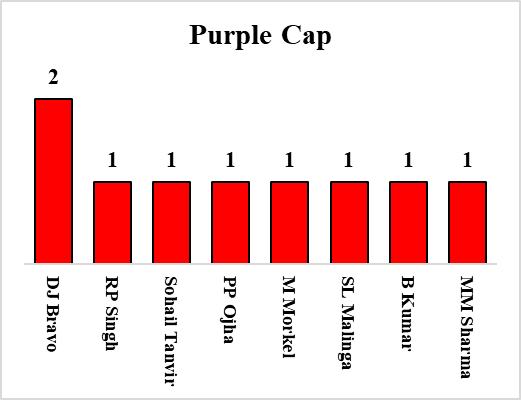 Purple Cap
2
1
1
1
1
1
1
1
DJ Bravo
RP Singh
Sohail Tanvir
PP Ojha
M Morkel
SL Malinga
B Kumar
MM Sharma